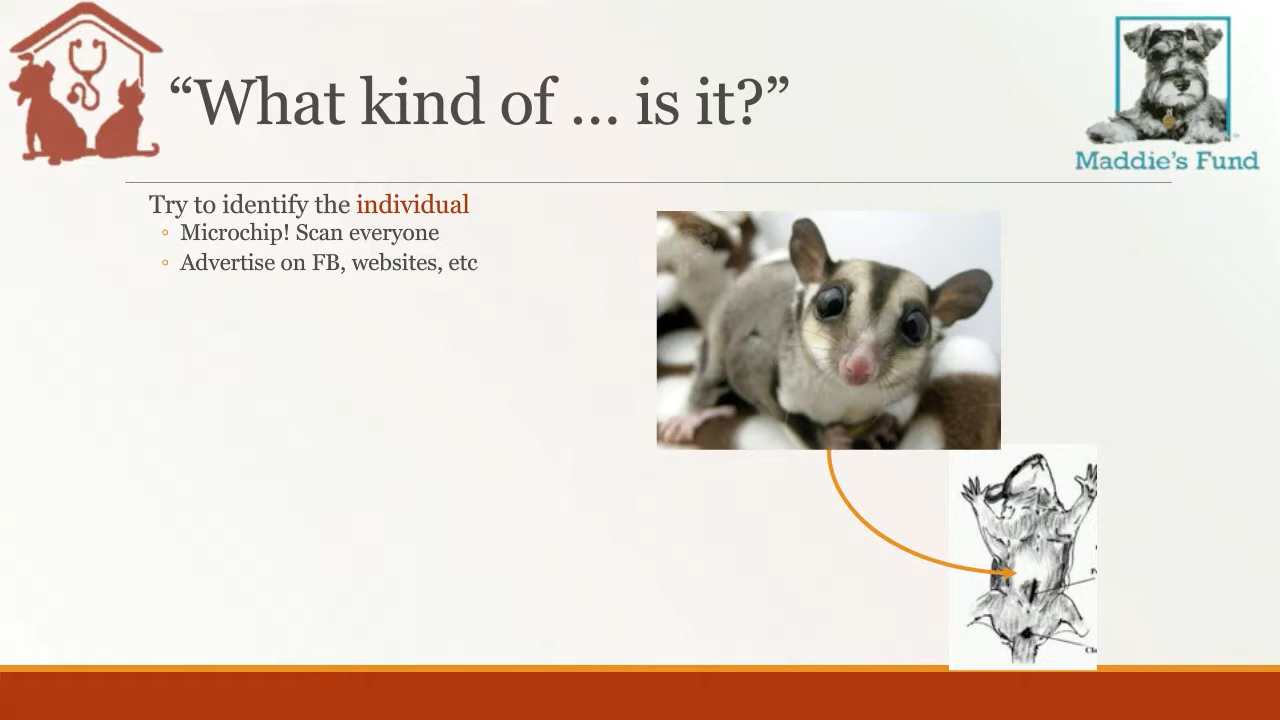 “What kind of … is it?”
Maddie’s Fund
Try to identify the individual
◦ Microchip! Scan everyone
◦ Advertise on FB, websites, etc